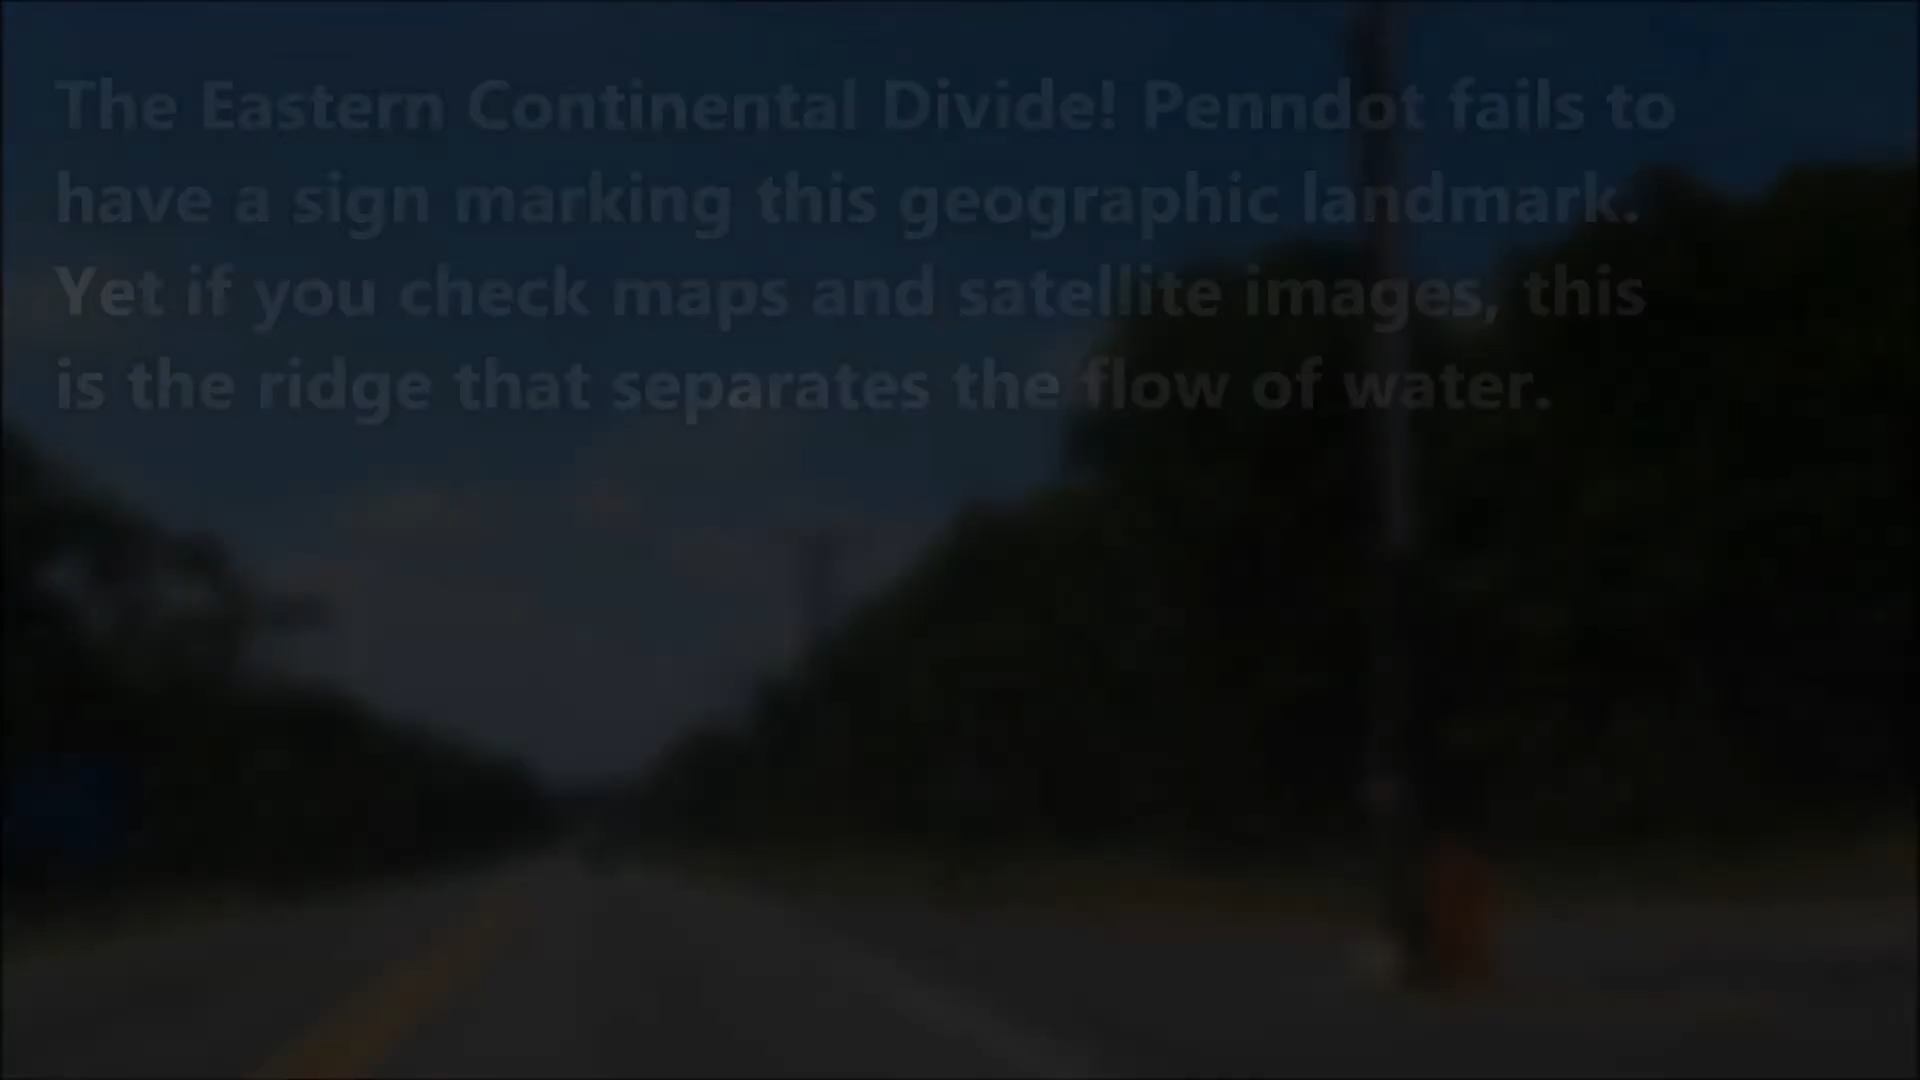 The Eastern Continental Divide! Penndot fails to
have a sign marking this geographic landmark.
Yet if you check maps and satellite images, this
is the ridge that separates the flow of water.